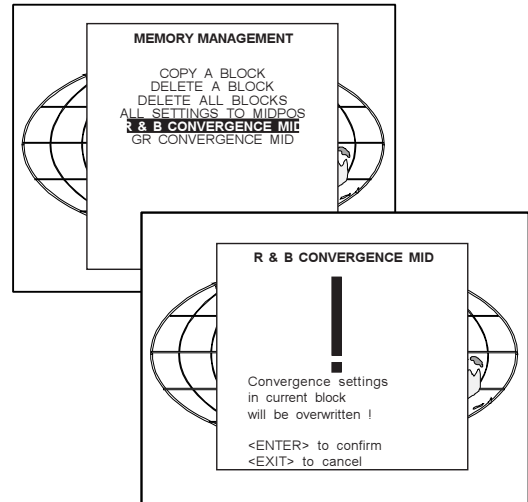 MEMORY MANAGEMENT
COPY A BLOCK
DELETE A BLOCK
DELETE ALL BLOCKS
ALL SETTINGS TO MIDPOS
R & B CONVERGENCE MID
GR CONVERGENCE MID
R & B CONVERGENCE MID
!
Convergence settings
in current block
will be overwritten !
<ENTER> to confirm
<EXIT> to cancel